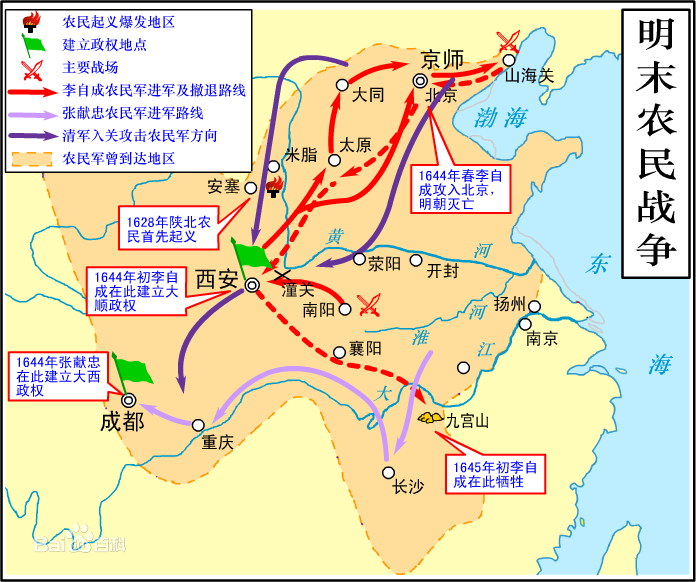 明末农民战争
农民起义爆发地区
建立政权地点
主要战场
李自成农民军进军及撤退路线
张献忠农民军进军路线
清军入关攻击农民军方向
农民军曾到达地区
京师
北京
山海关
大同
渤海
太原
米脂
安塞
1644年春李自
成攻入北京，
明朝灭亡
1628年陕北农
民首先起义
黄
河
东
海
荥阳
开封
西安
潼关
1644年初李自
成在此建立大
顺政权
南阳
扬州
南京
河
淮
襄阳
江
大
1644年张献忠
在此建立大西
政权
成都
重庆
九宫山
1645年初李自
成在此牺牲
长沙
Bai百科